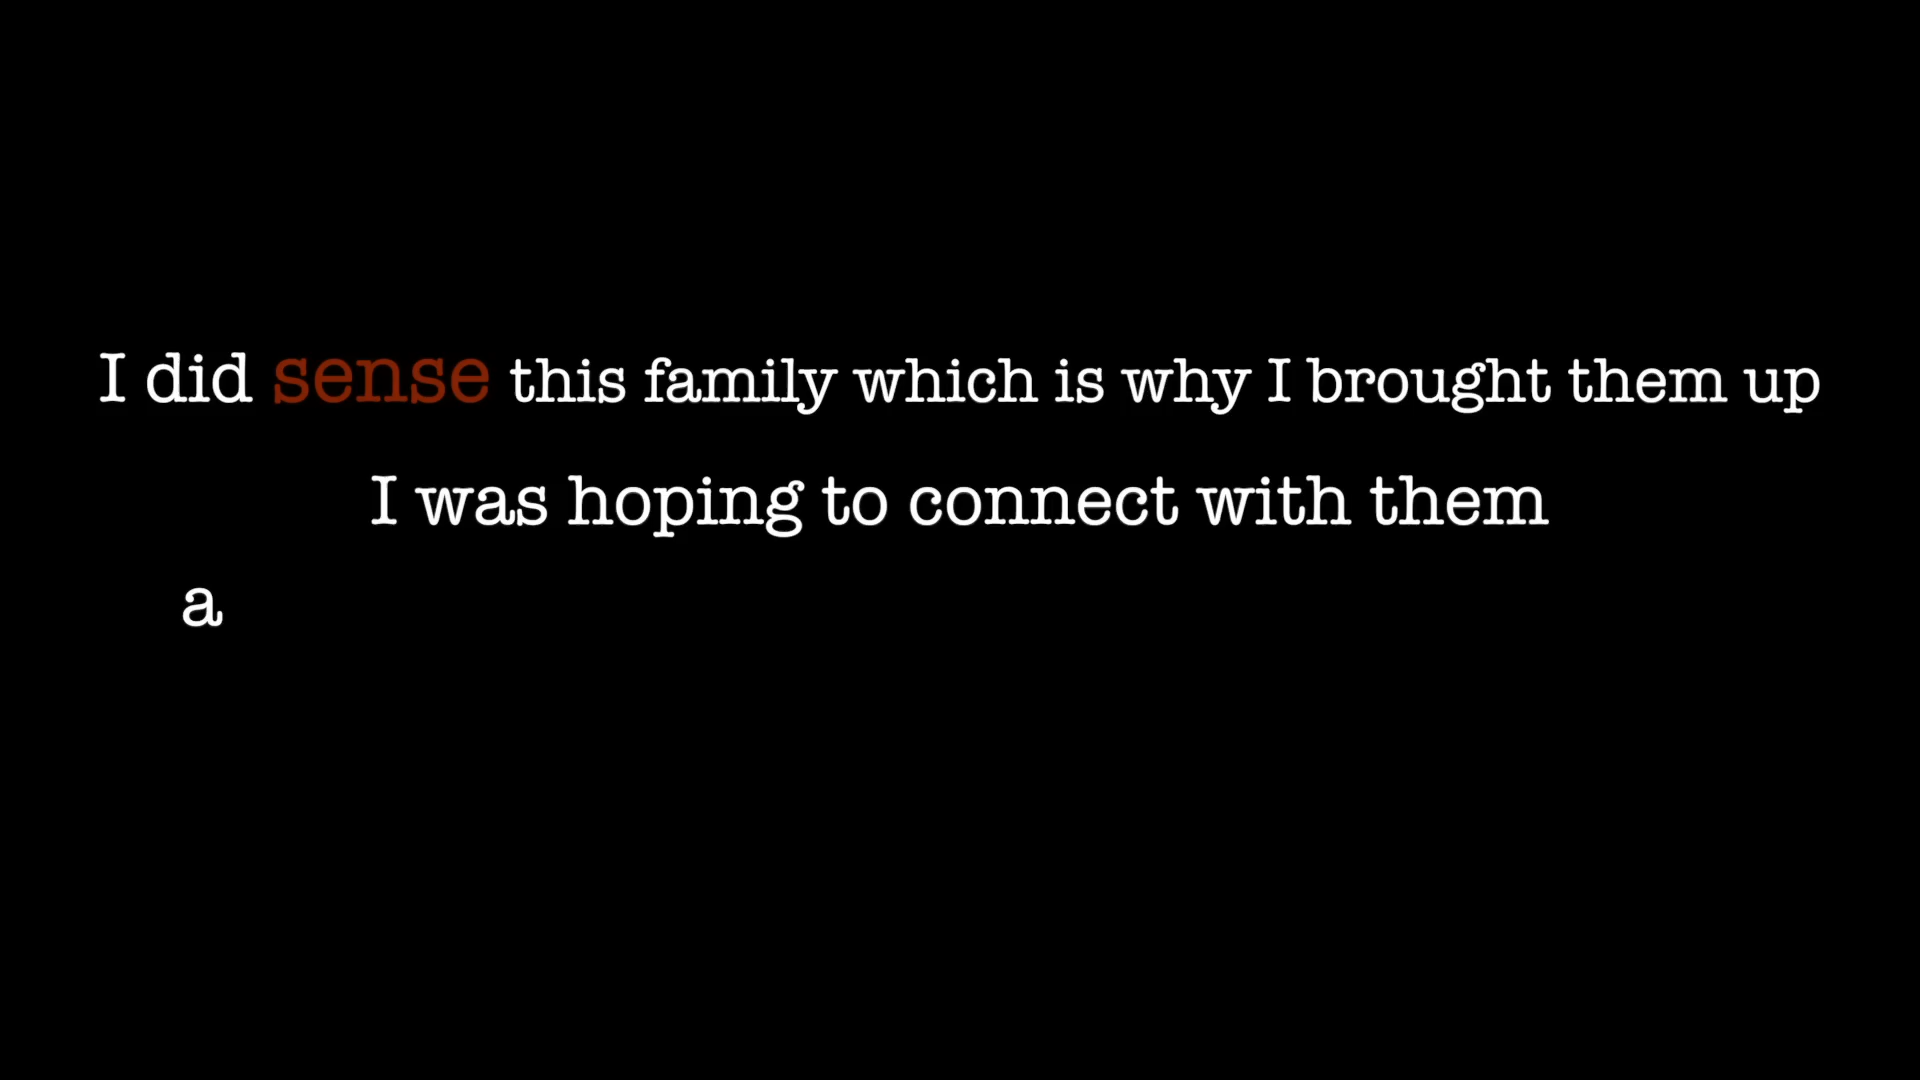 I did sense this family which is why I brought them up
I was hoping to connect with them
a